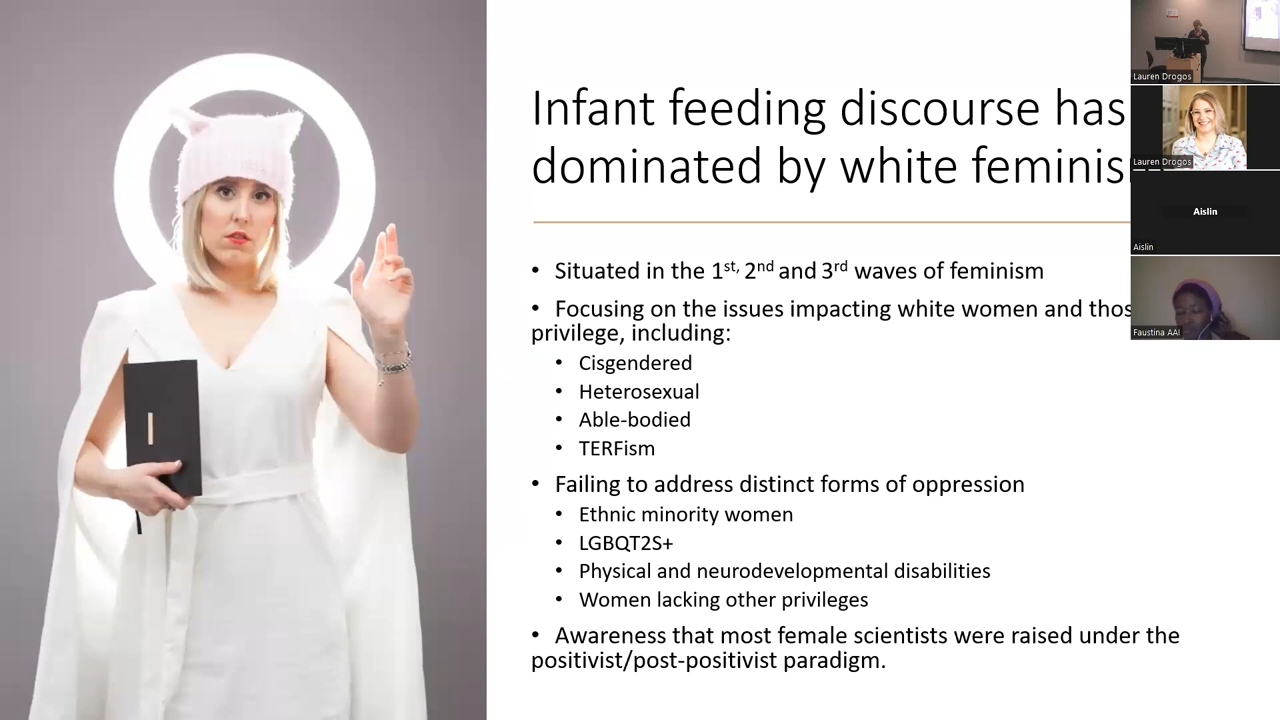 Infant feeding discourse has
dominated by white feminis
• Situated in the 1st, 2nd and 3rd waves of feminism
• Focusing on the issues impacting white women and thos
privilege, including:
• Cisgendered
• Heterosexual
• Able-bodied
• TERFism
• Failing to address distinct forms of oppression
• Ethnic minority women
• LGBQT2S+
• Physical and neurodevelopmental disabilities
• Women lacking other privileges
• Awareness that most female scientists were raised under the
positivist/post-positivist paradigm.
Lauren Drogos
Lauren Drogos
Aislin
Aislin
Faustina AAI